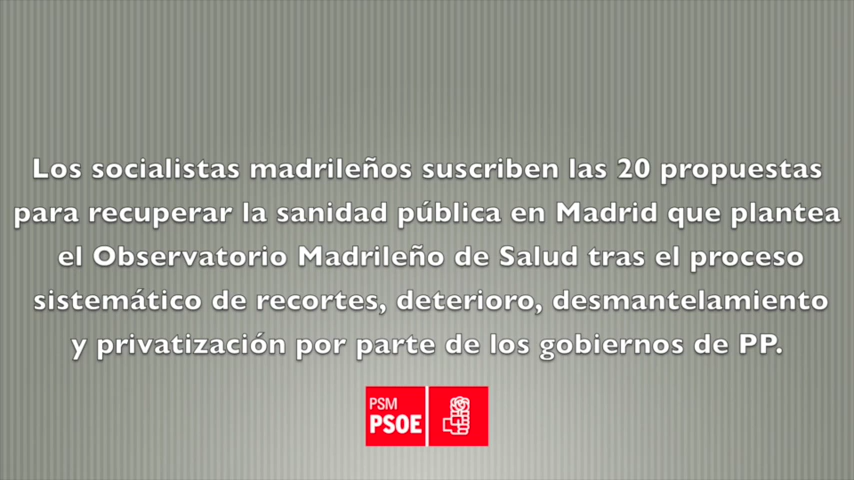 Los socialistas madrileños suscriben las 20 propuestas
para recuperar la sanidad pública en Madrid que plantea
el Observatorio Madrileño de Salud tras el proceso
sistemático de recortes, deterioro, desmantelamiento
y privatización por parte de los gobiernos de PP.
PSM
PSOE